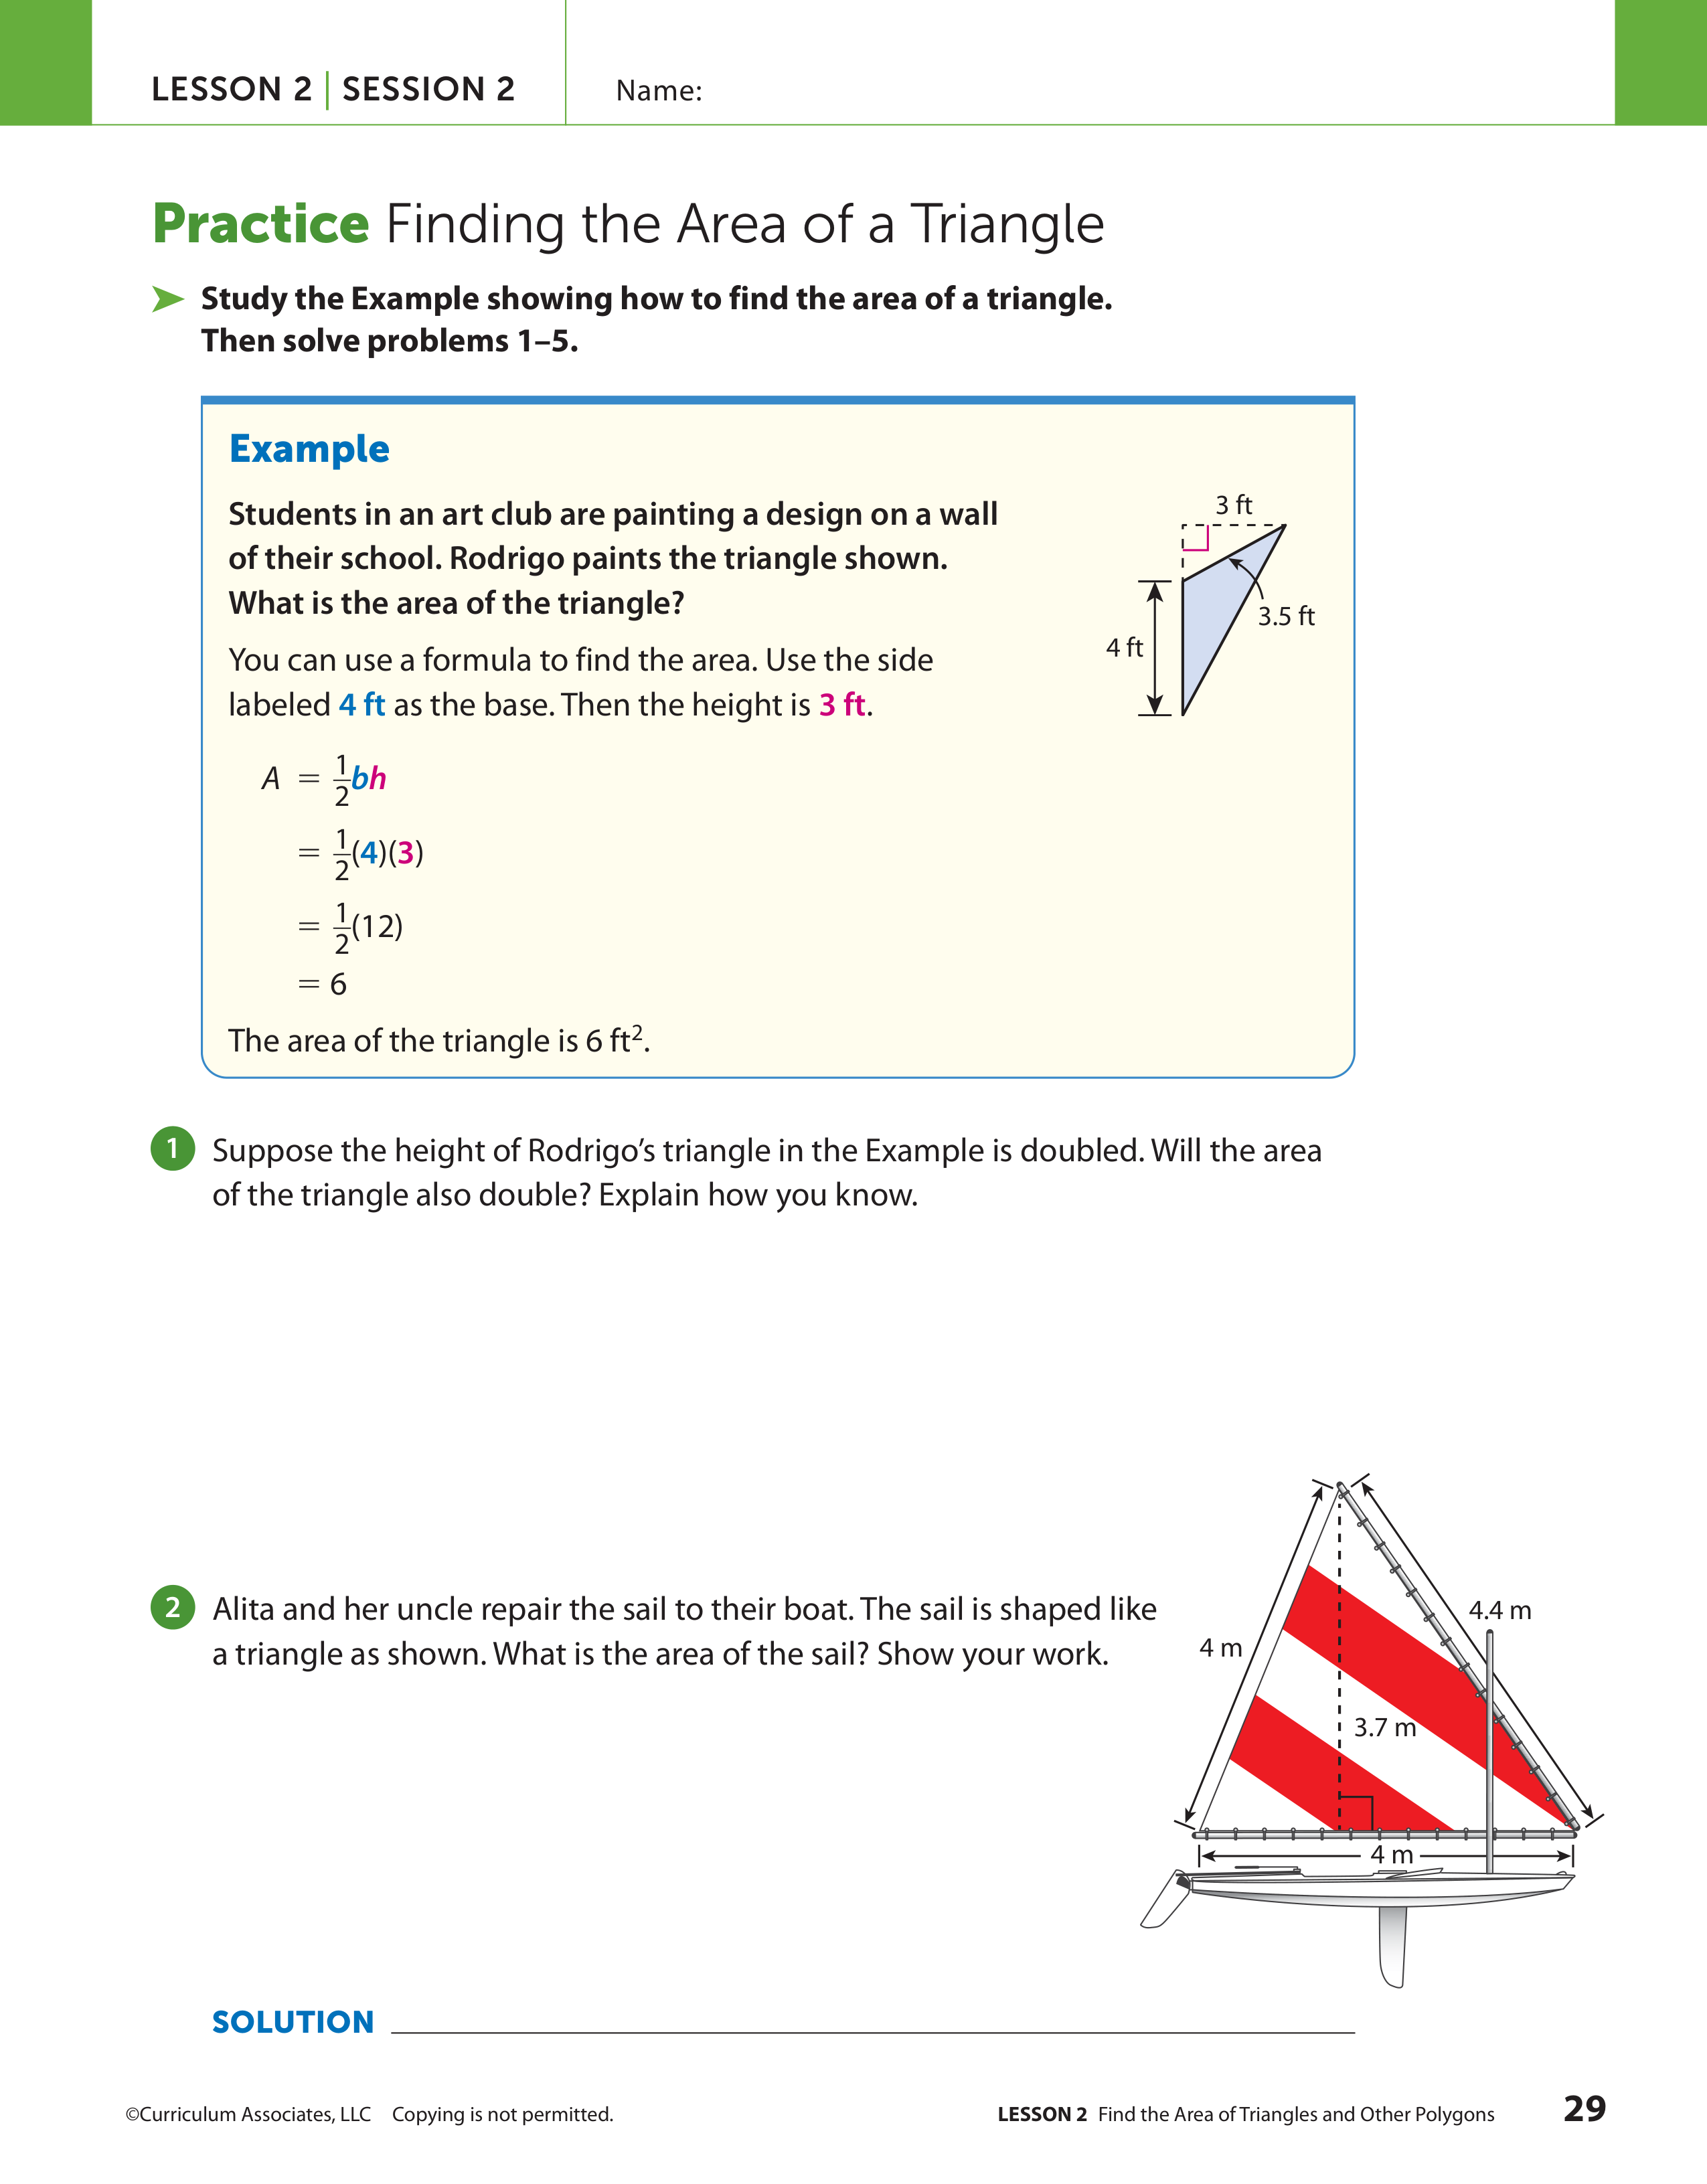 LESSON 2 | SESSION 2
Name:
Practice Finding the Area of a Triangle
➤ Study the Example showing how to find the area of a triangle.
Then solve problems 1–5.
Example
Students in an art club are painting a design on a wall
of their school. Rodrigo paints the triangle shown.
What is the area of the triangle?
You can use a formula to find the area. Use the side
labeled 4 ft as the base. Then the height is 3 ft.
A = 1/2 bh
= 1/2 (4)(3)
= 1/2 (12)
= 6
The area of the triangle is 6 ft².
3 ft
3.5 ft
4 ft
1 Suppose the height of Rodrigo’s triangle in the Example is doubled. Will the area
of the triangle also double? Explain how you know.
2 Alita and her uncle repair the sail to their boat. The sail is shaped like
a triangle as shown. What is the area of the sail? Show your work.
4.4 m
4 m
3.7 m
4 m
SOLUTION
©Curriculum Associates, LLC Copying is not permitted.
LESSON 2 Find the Area of Triangles and Other Polygons 29